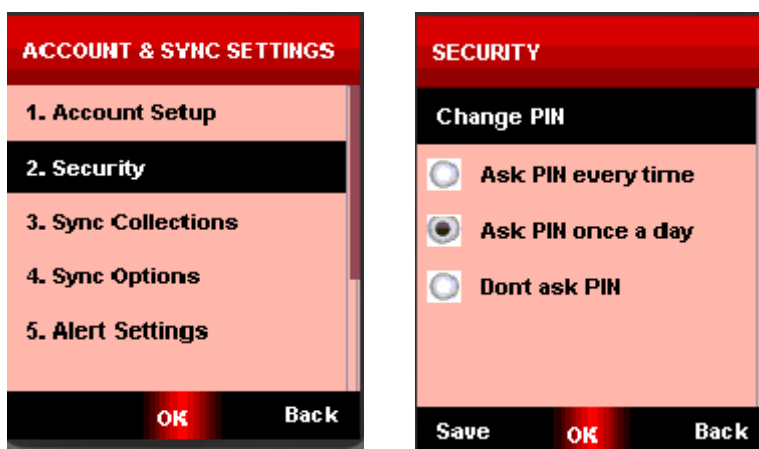 ACCOUNT & SYNC SETTINGS
1. Account Setup
2. Security
3. Sync Collections
4. Sync Options
5. Alert Settings
OK Back
SECURITY
Change PIN
Ask PIN every time
Ask PIN once a day
Dont ask PIN
Save OK Back